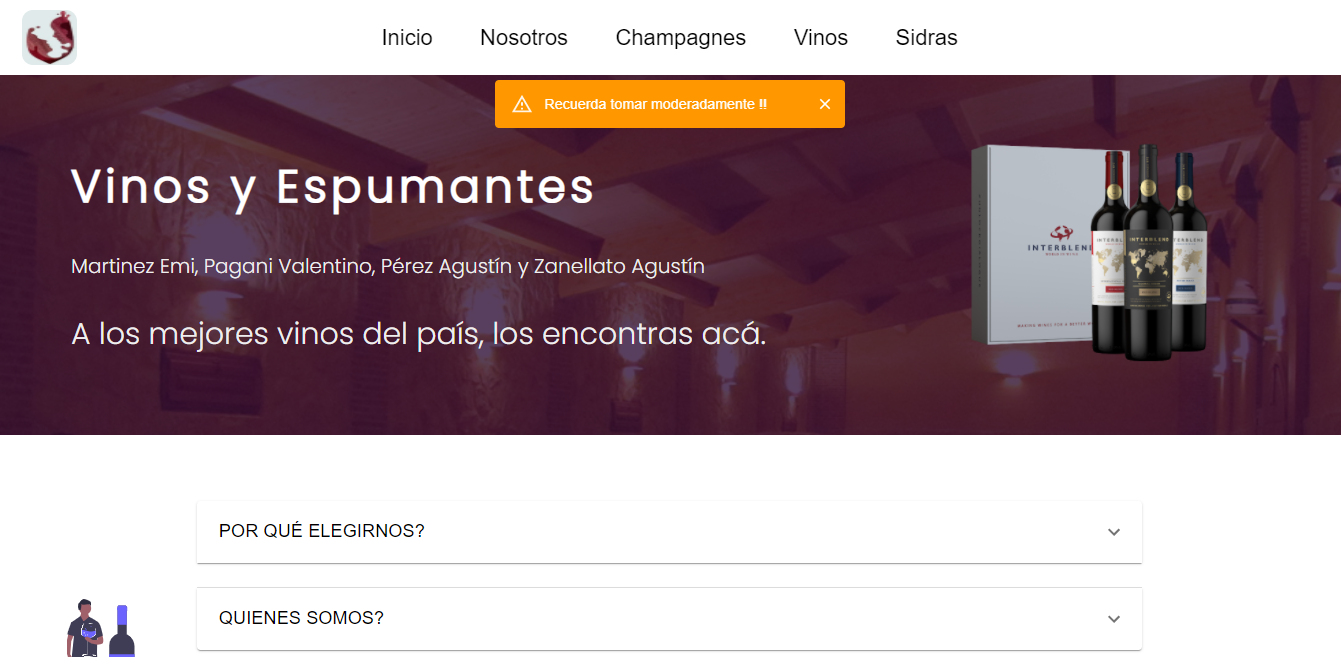 Inicio Nosotros Champagnes Vinos Sidras
Recuerda tomar moderadamente !!
Vinos y Espumantes
Martinez Emi, Pagani Valentino, Pérez Agustín y Zanellato Agustín
A los mejores vinos del país, los encontras acá.
INTERBLEND
INTERBLEND
POR QUÉ ELEGIRNOS?
QUIENES SOMOS?